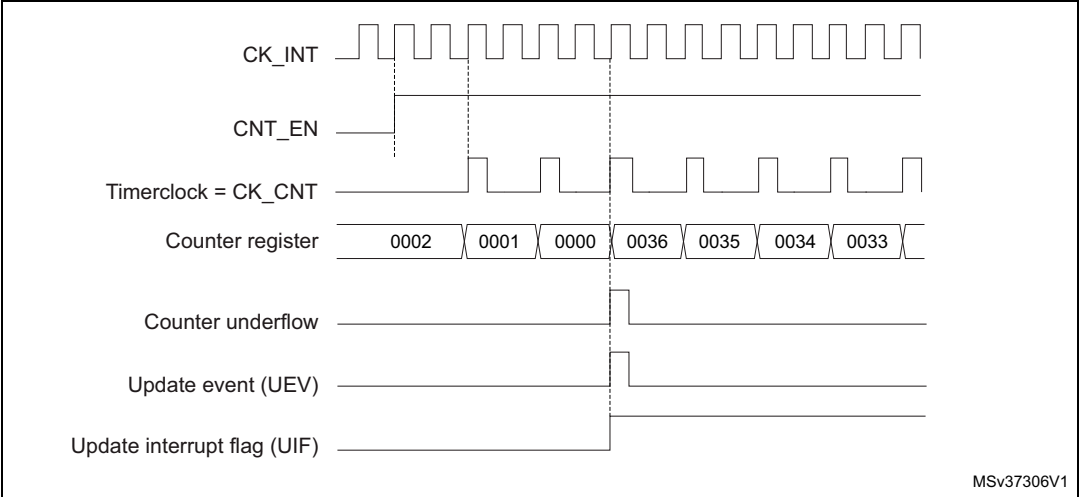 CK_INT
CNT_EN
Timerclock = CK_CNT
Counter register 0002 0001 0000 0036 0035 0034 0033
Counter underflow
Update event (UEV)
Update interrupt flag (UIF)
MSv37306V1